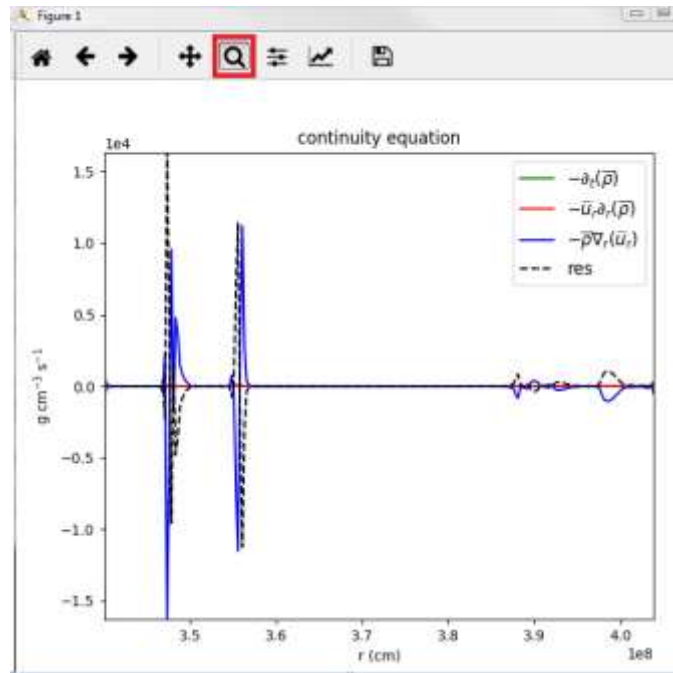 Figure 1
continuity equation
1e4
1.5
1.0
0.5
0.0
−0.5
−1.0
−1.5
g cm⁻³ s⁻¹
−∂ₜ(ρ̅)
−ũᵣ∂ᵣ(ρ̅)
−ρ̅∇ᵣ(ũᵣ)
res
3.5 3.6 3.7 3.8 3.9 4.0
r (cm)
1e8